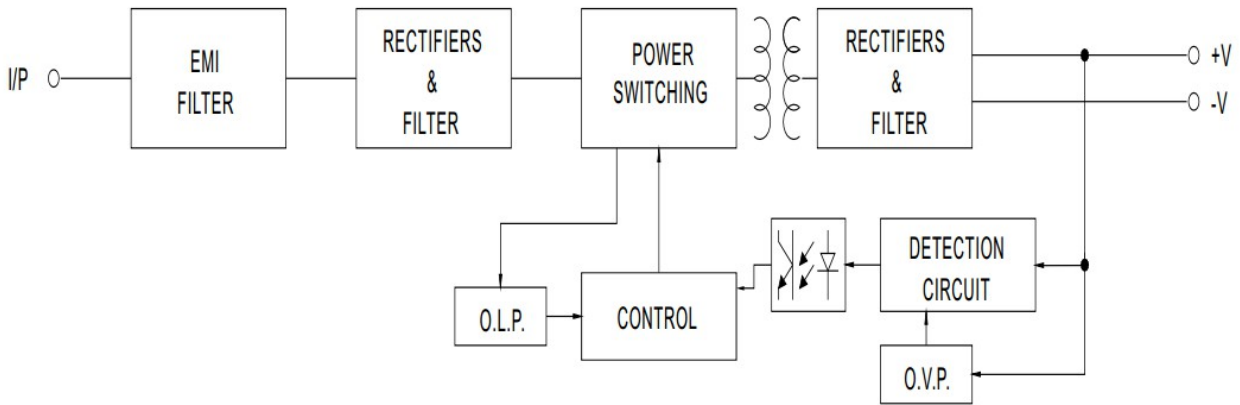 I/P
EMI
FILTER
RECTIFIERS
&
FILTER
POWER
SWITCHING
RECTIFIERS
&
FILTER
+V
-V
O.L.P.
CONTROL
DETECTION
CIRCUIT
O.V.P.